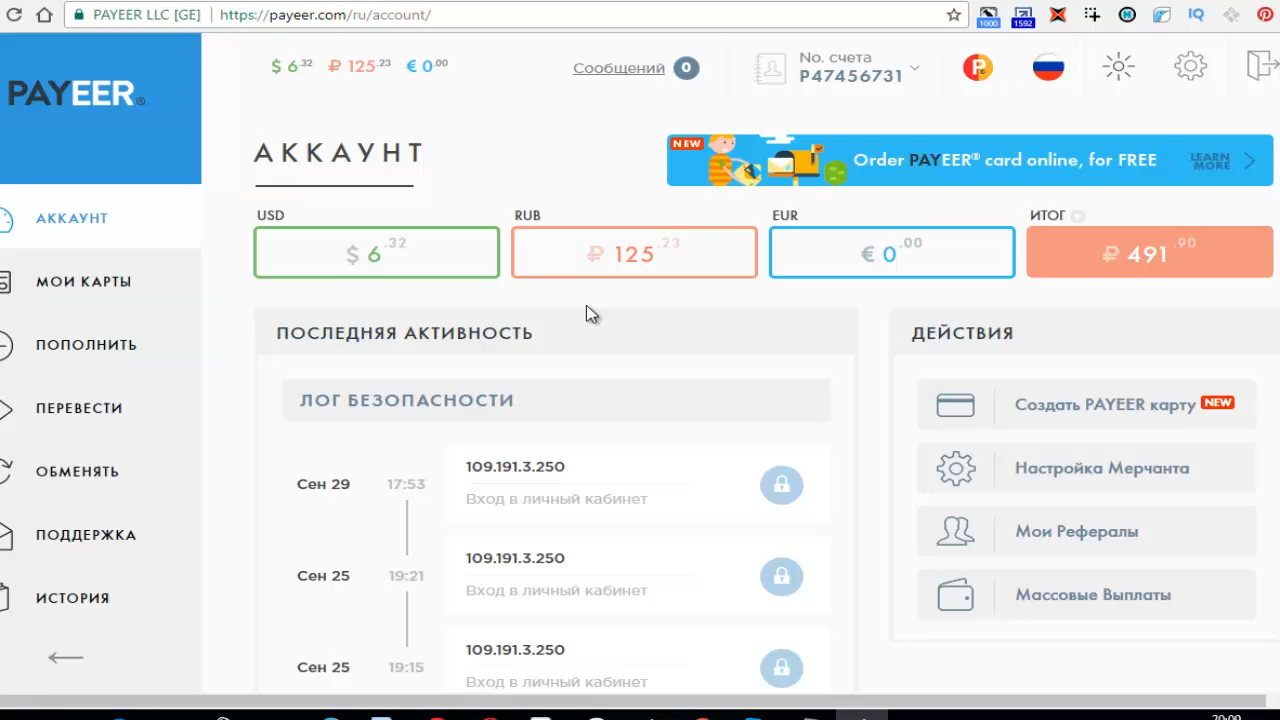 PAYEER LLC [GE] https://payeer.com/ru/account/
1000
1592
IQ
PAYEER®
$ 6.32 ₽ 125.23 € 0.00
Сообщений 0
No. счета
P47456731
АККАУНТ
NEW
Order PAYEER® card online, for FREE
LEARN MORE
USD
$ 6.32
RUB
₽ 125.23
EUR
€ 0.00
ИТОГ
₽ 491.90
АККАУНТ
МОИ КАРТЫ
ПОПОЛНИТЬ
ПЕРЕВЕСТИ
ОБМЕНЯТЬ
ПОДДЕРЖКА
ИСТОРИЯ
ПОСЛЕДНЯЯ АКТИВНОСТЬ
ЛОГ БЕЗОПАСНОСТИ
Сен 29 17:53
109.191.3.250
Вход в личный кабинет
Сен 25 19:21
109.191.3.250
Вход в личный кабинет
Сен 25 19:15
109.191.3.250
Вход в личный кабинет
ДЕЙСТВИЯ
Создать PAYEER карту NEW
Настройка Мерчанта
Мои Рефералы
Массовые Выплаты